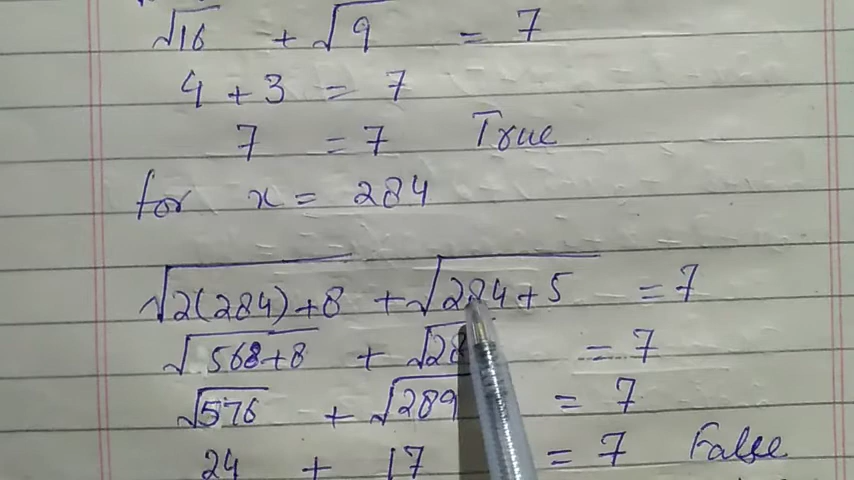 √16 + √9 = 7
4 + 3 = 7
7 = 7 True
for x = 284
√2(284)+8 + √284+5 = 7
√568+8 + √28 = 7
√576 + √289 = 7
24 + 17 = 7 False